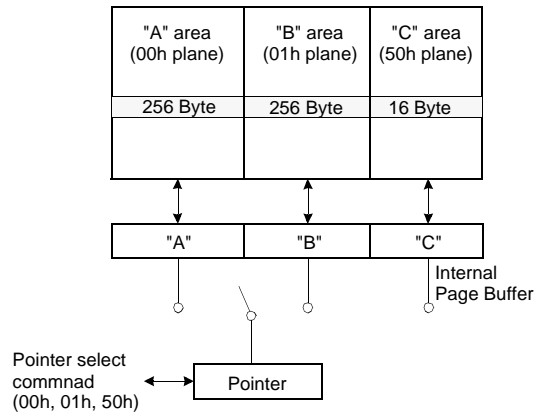 "A" area
(00h plane)
"B" area
(01h plane)
"C" area
(50h plane)
256 Byte
256 Byte
16 Byte
"A"
"B"
"C"
Internal
Page Buffer
Pointer select
commnad
(00h, 01h, 50h)
Pointer